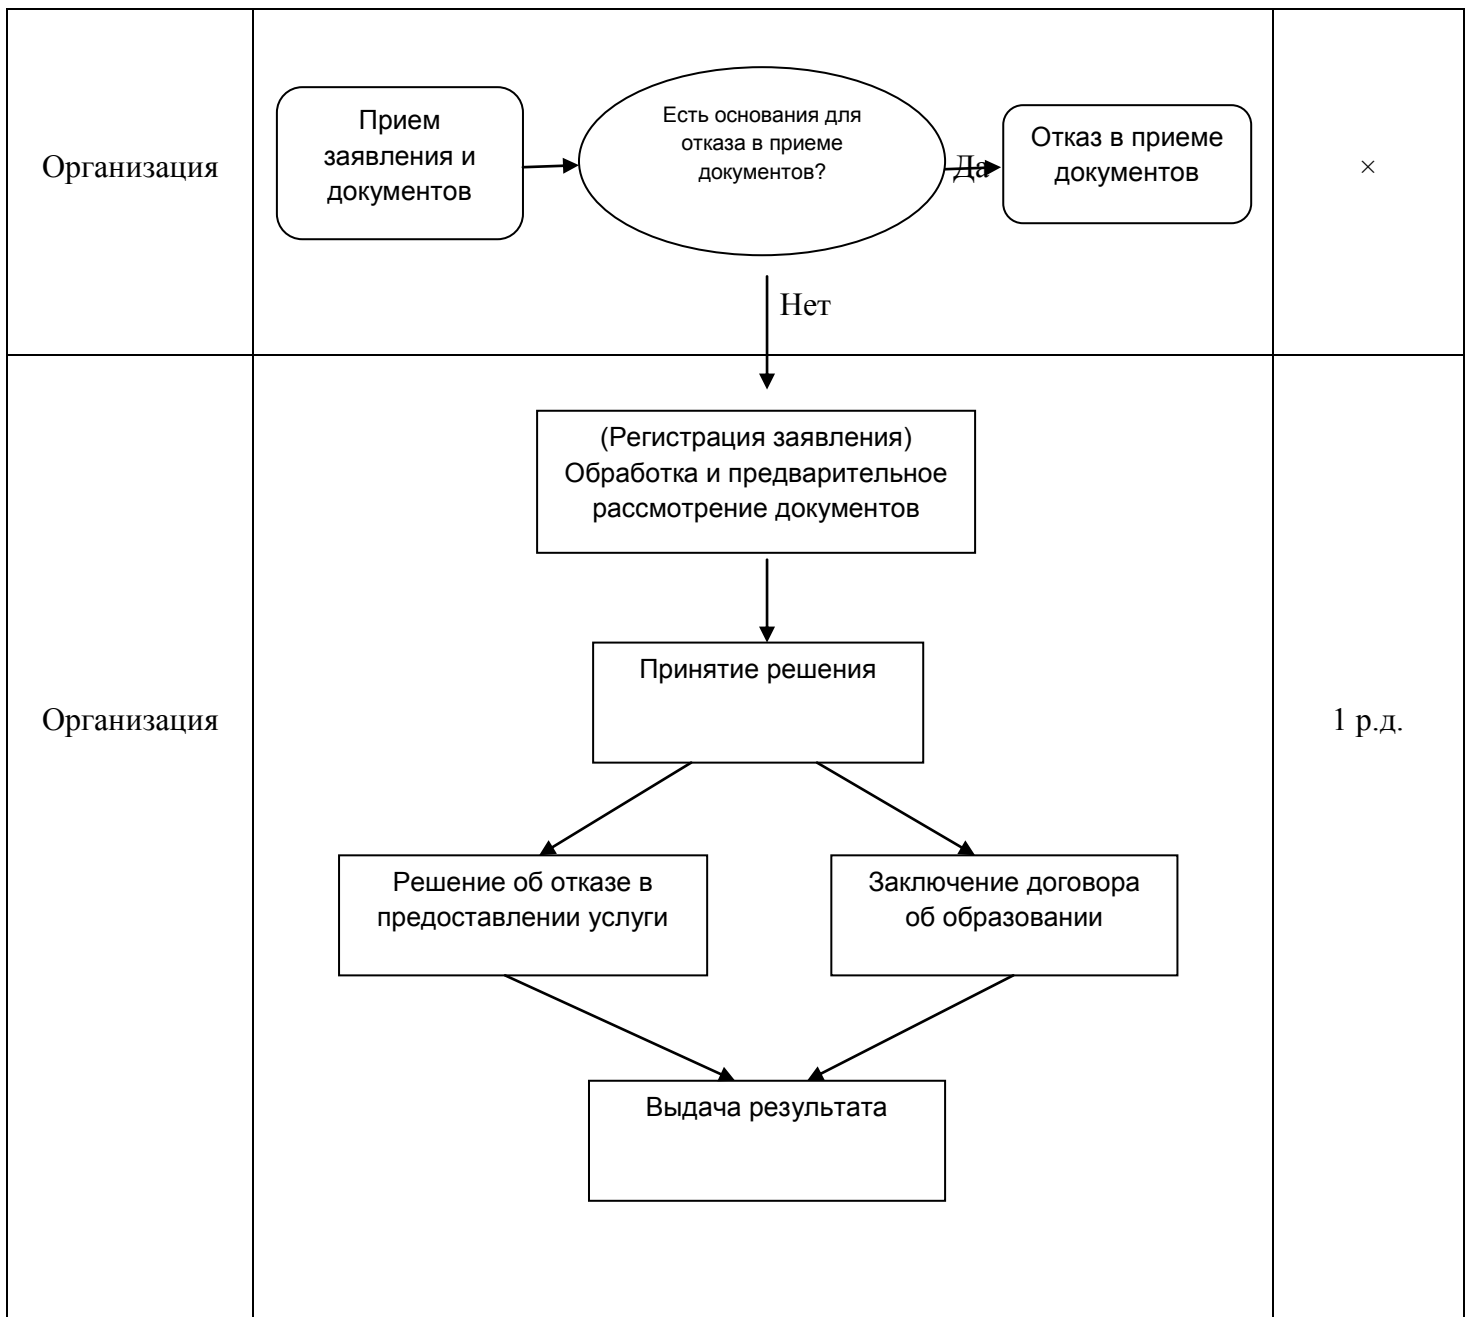 Организация
Прием
заявления и
документов
Есть основания для
отказа в приеме
документов?
Да
Отказ в приеме
документов
×
Нет
Организация
(Регистрация заявления)
Обработка и предварительное
рассмотрение документов
Принятие решения
1 р.д.
Решение об отказе в
предоставлении услуги
Заключение договора
об образовании
Выдача результата